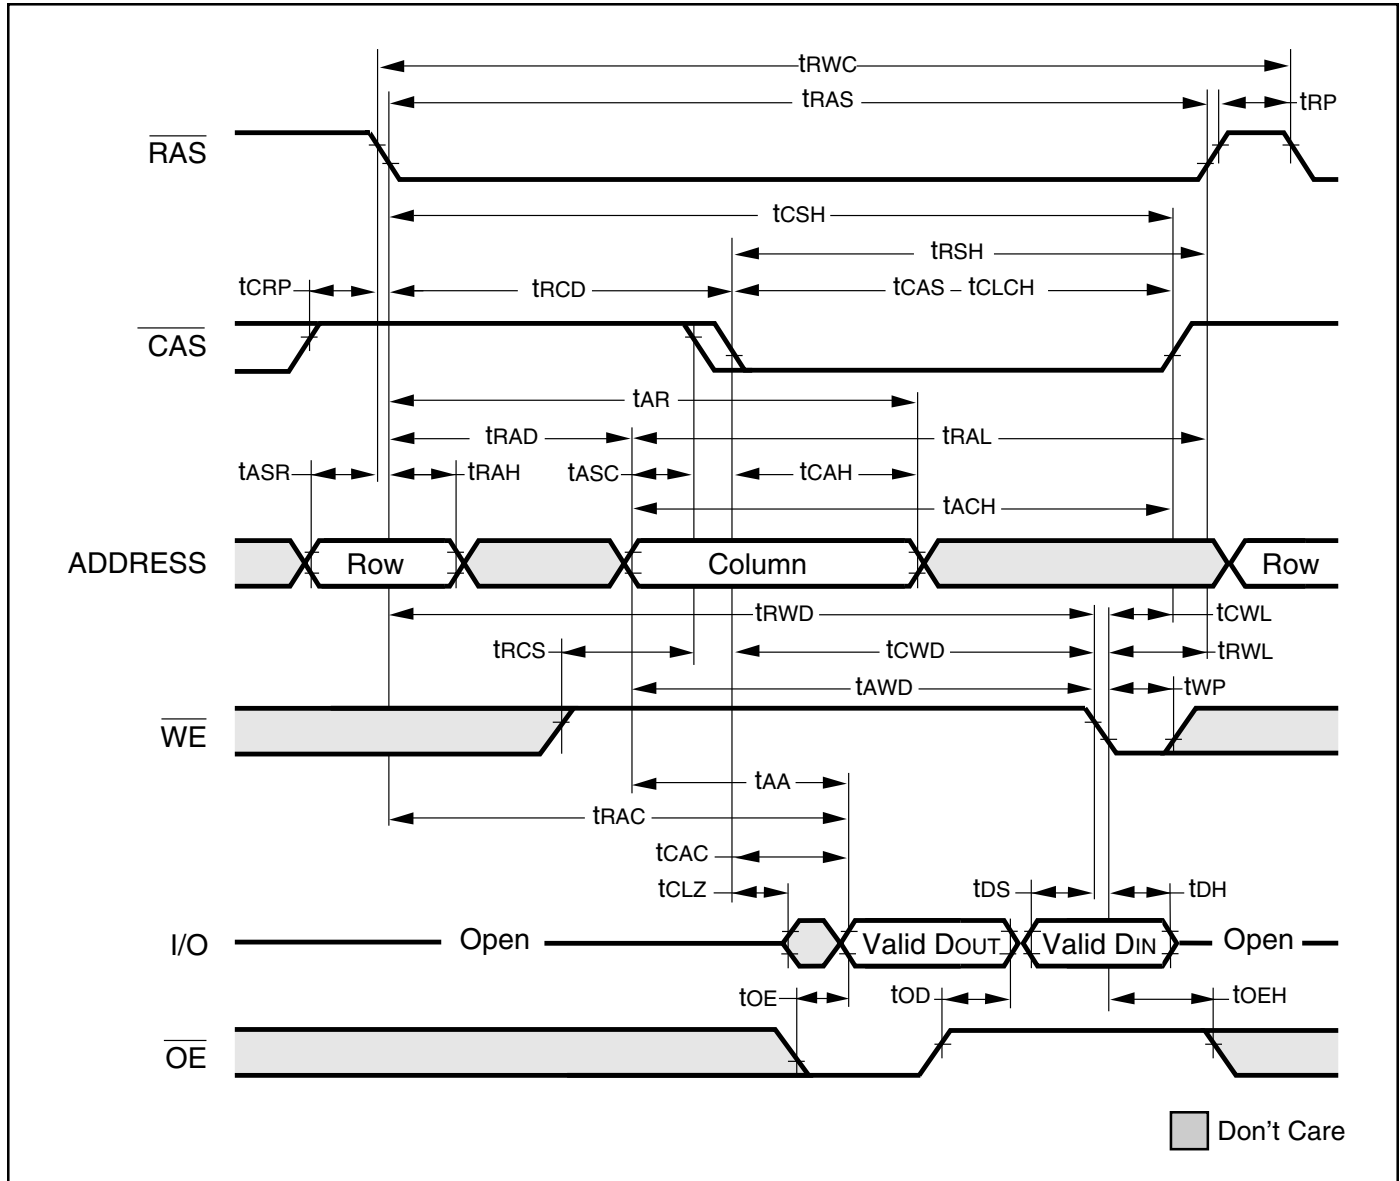 tRWC
tRAS
tRP
RAS
tCSH
tRSH
tCRP
tRCD
tCAS – tCLCH
CAS
tAR
tRAD
tRAL
tASR
tRAH
tASC
tCAH
tACH
ADDRESS
Row
Column
Row
tRWD
tCWL
tRCS
tCWD
tRWL
tAWD
tWP
WE
tAA
tRAC
tCAC
tCLZ
tDS
tDH
I/O
Open
Valid DOUT
Valid DIN
Open
tOE
tOD
tOEH
OE
Don't Care